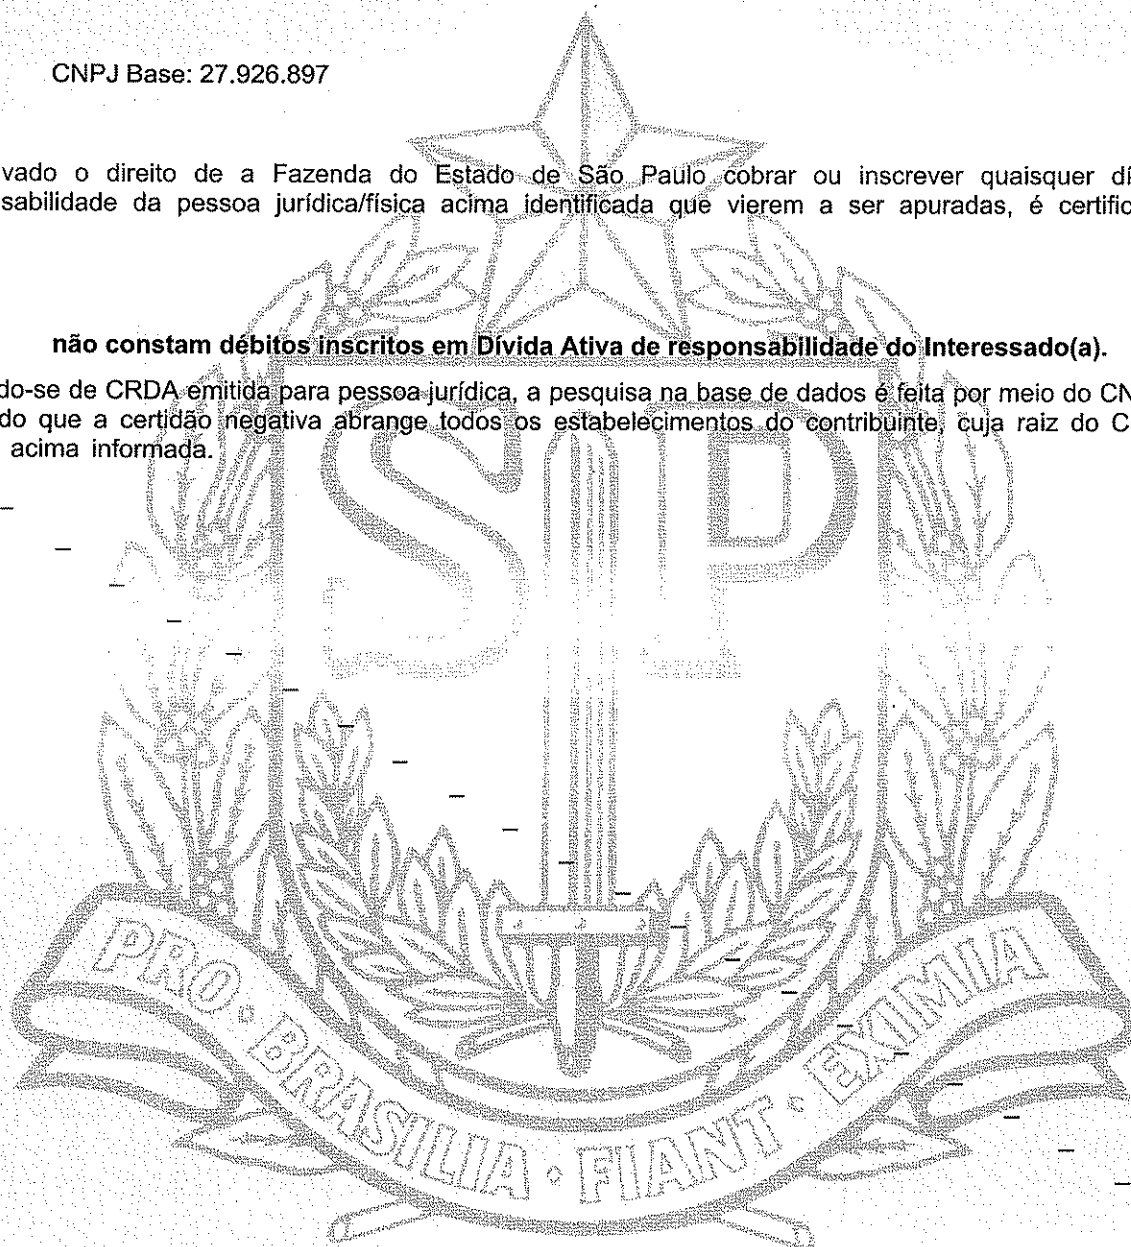 CNPJ Base: 27.926.897
vado o direito de a Fazenda do Estado de São Paulo cobrar ou inscrever quaisquer dí
sabilidade da pessoa jurídica/física acima identificada que vierem a ser apuradas, é certific
não constam débitos inscritos em Dívida Ativa de responsabilidade do Interessado(a).
do-se de CRDA emitida para pessoa jurídica, a pesquisa na base de dados é feita por meio do CN
do que a certidão negativa abrange todos os estabelecimentos do contribuinte, cuja raiz do C
acima informada.
SP
PRO · BRASILIA · FIANT · EXIMIA